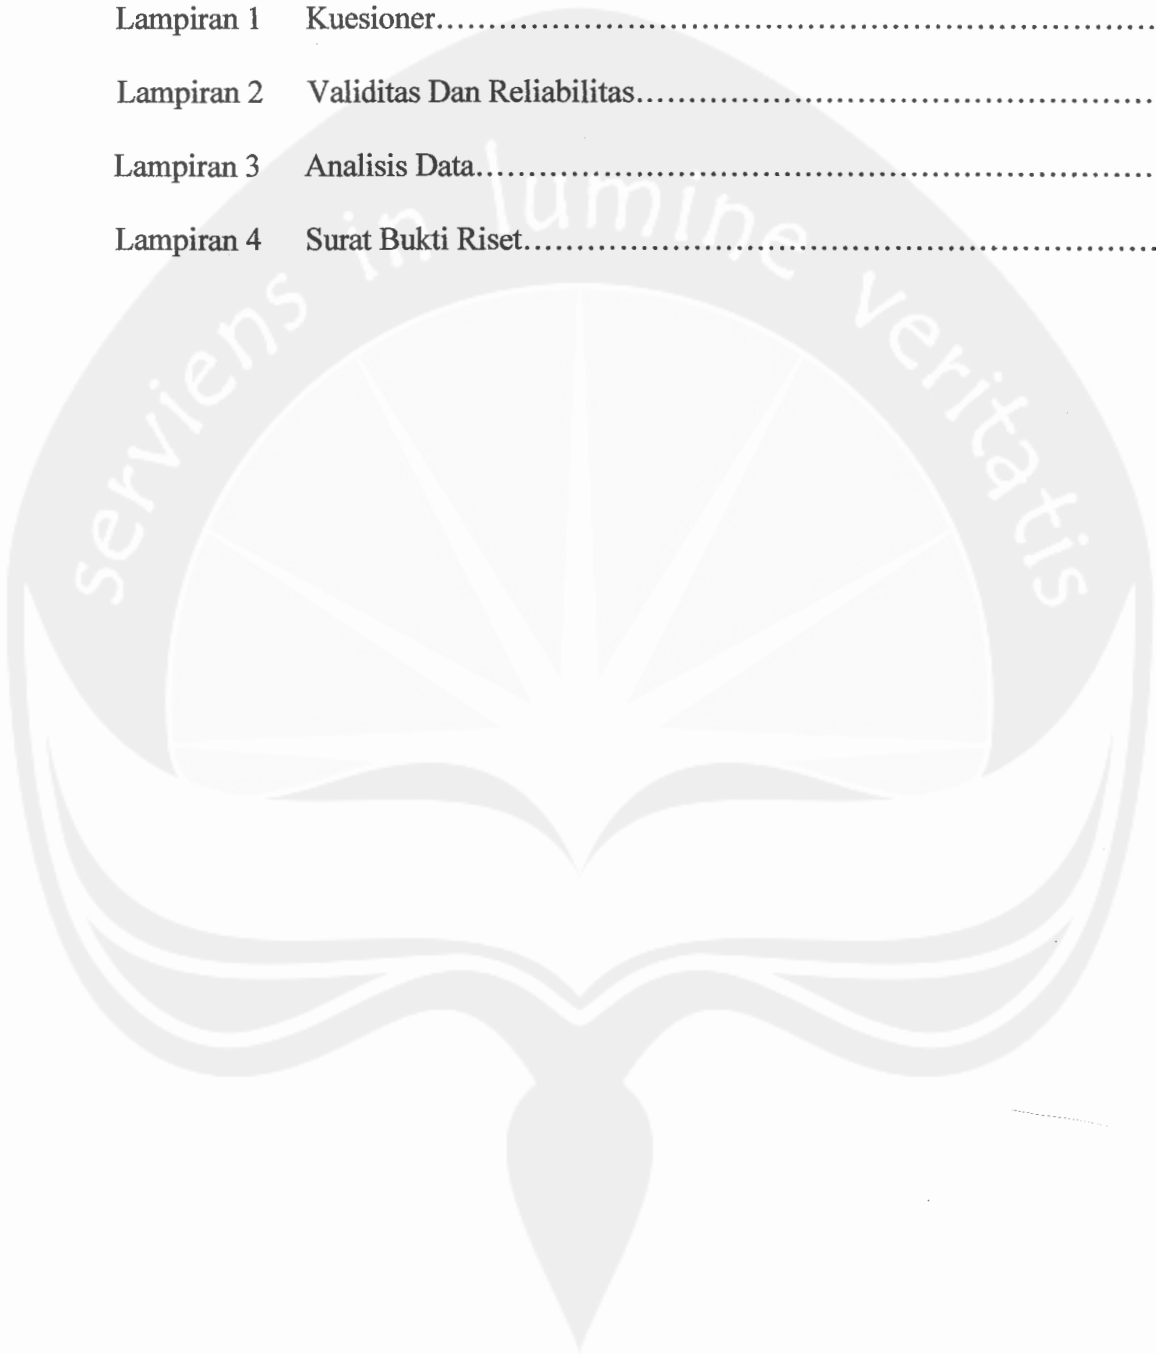 Lampiran 1 Kuesioner........................................................................
Lampiran 2 Validitas Dan Reliabilitas..................................................
Lampiran 3 Analisis Data.....................................................................
Lampiran 4 Surat Bukti Riset................................................................
serviens in lumine veritatis